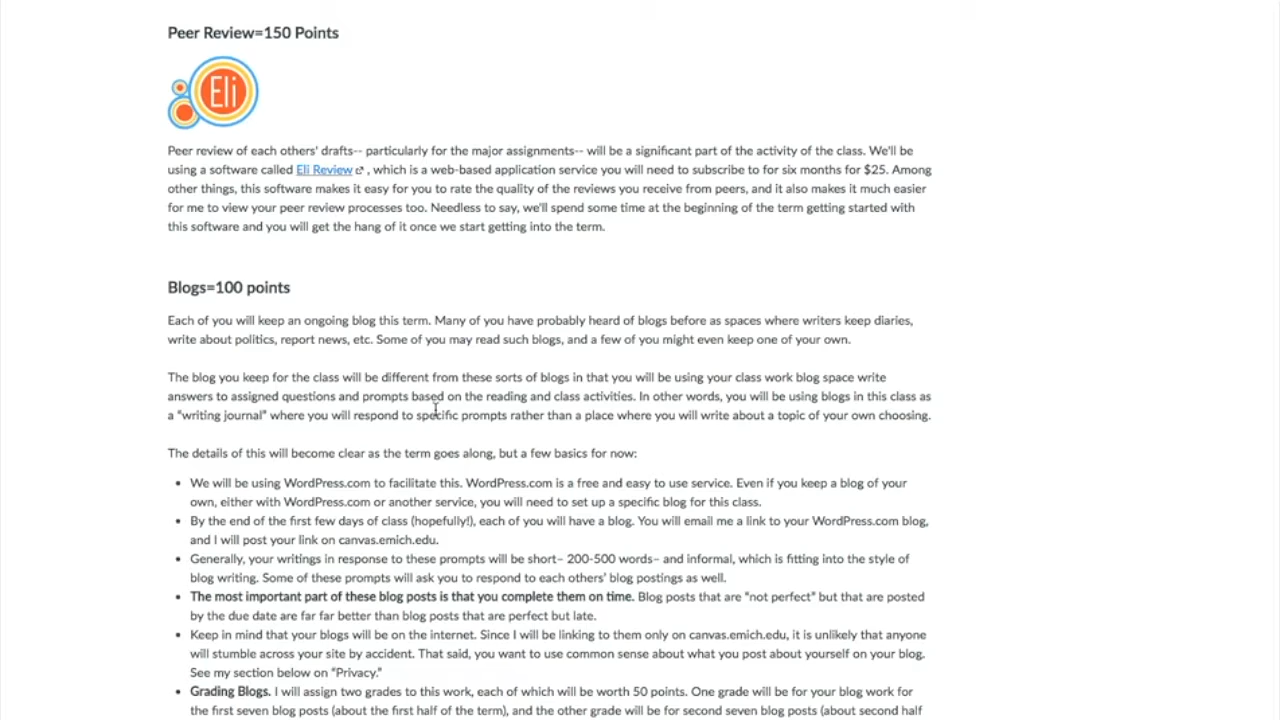 Peer Review=150 Points
Eli
Peer review of each others' drafts-- particularly for the major assignments-- will be a significant part of the activity of the class. We'll be
using a software called Eli Review , which is a web-based application service you will need to subscribe to for six months for $25. Among
other things, this software makes it easy for you to rate the quality of the reviews you receive from peers, and it also makes it much easier
for me to view your peer review processes too. Needless to say, we'll spend some time at the beginning of the term getting started with
this software and you will get the hang of it once we start getting into the term.
Blogs=100 points
Each of you will keep an ongoing blog this term. Many of you have probably heard of blogs before as spaces where writers keep diaries,
write about politics, report news, etc. Some of you may read such blogs, and a few of you might even keep one of your own.
The blog you keep for the class will be different from these sorts of blogs in that you will be using your class work blog space write
answers to assigned questions and prompts based on the reading and class activities. In other words, you will be using blogs in this class as
a "writing journal" where you will respond to specific prompts rather than a place where you will write about a topic of your own choosing.
The details of this will become clear as the term goes along, but a few basics for now:
• We will be using WordPress.com to facilitate this. WordPress.com is a free and easy to use service. Even if you keep a blog of your
own, either with WordPress.com or another service, you will need to set up a specific blog for this class.
• By the end of the first few days of class (hopefully!), each of you will have a blog. You will email me a link to your WordPress.com blog,
and I will post your link on canvas.emich.edu.
• Generally, your writings in response to these prompts will be short– 200-500 words– and informal, which is fitting into the style of
blog writing. Some of these prompts will ask you to respond to each others' blog postings as well.
• The most important part of these blog posts is that you complete them on time. Blog posts that are "not perfect" but that are posted
by the due date are far far better than blog posts that are perfect but late.
• Keep in mind that your blogs will be on the internet. Since I will be linking to them only on canvas.emich.edu, it is unlikely that anyone
will stumble across your site by accident. That said, you want to use common sense about what you post about yourself on your blog.
See my section below on "Privacy."
• Grading Blogs. I will assign two grades to this work, each of which will be worth 50 points. One grade will be for your blog work for
the first seven blog posts (about the first half of the term), and the other grade will be for second seven blog posts (about second half